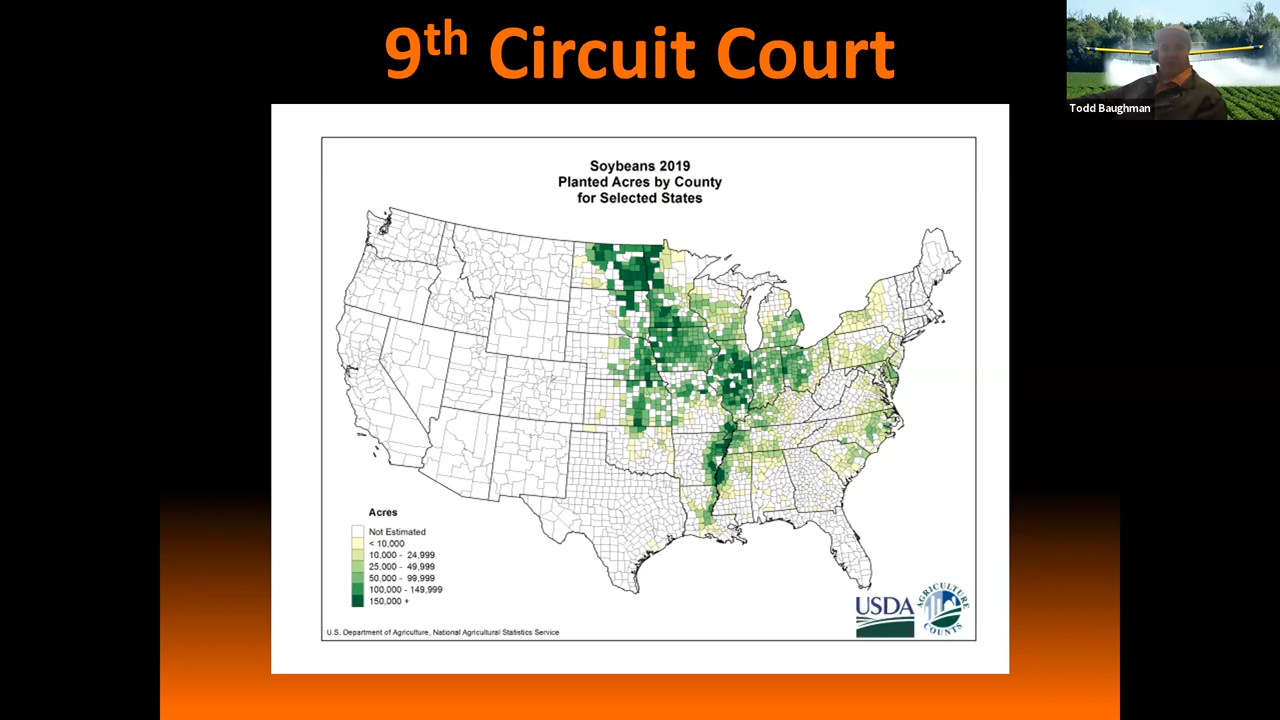 9th Circuit Court
Todd Baughman
Soybeans 2019
Planted Acres by County
for Selected States
Acres
Not Estimated
< 10,000
10,000 - 24,999
25,000 - 49,999
50,000 - 99,999
100,000 - 149,999
150,000 +
USDA
AGRICULTURE
COUNTS
U.S. Department of Agriculture, National Agricultural Statistics Service